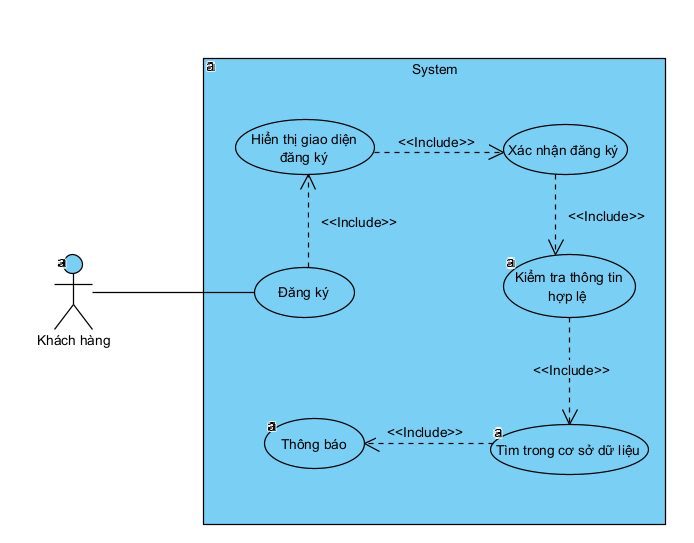 a
System
Hiển thị giao diện
đăng ký
<<Include>>
Xác nhận đăng ký
<<Include>>
<<Include>>
a
Khách hàng
Đăng ký
a
Kiểm tra thông tin
hợp lệ
<<Include>>
a
Thông báo
<<Include>>
a
Tìm trong cơ sở dữ liệu